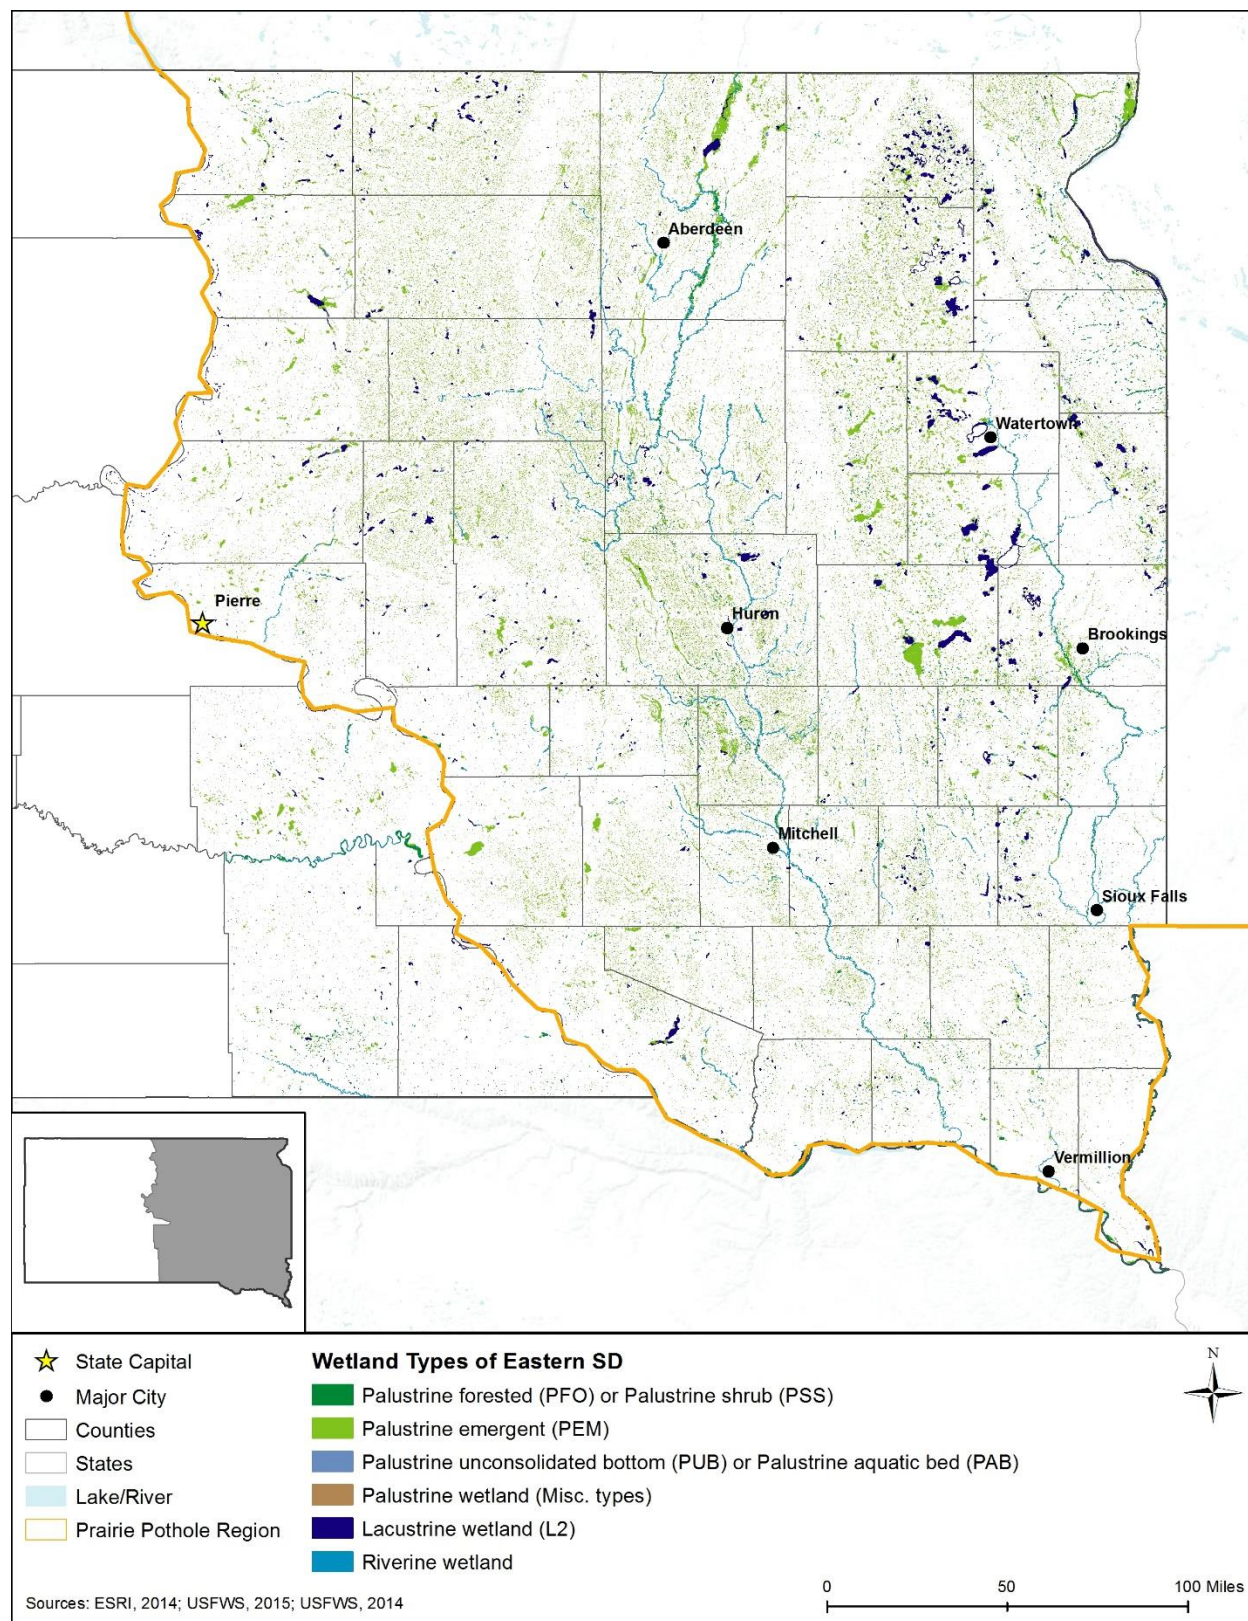 Aberdeen
Watertown
Pierre
Huron
Brookings
Mitchell
Sioux Falls
Vermillion
State Capital
Major City
Counties
States
Lake/River
Prairie Pothole Region
Wetland Types of Eastern SD
Palustrine forested (PFO) or Palustrine shrub (PSS)
Palustrine emergent (PEM)
Palustrine unconsolidated bottom (PUB) or Palustrine aquatic bed (PAB)
Palustrine wetland (Misc. types)
Lacustrine wetland (L2)
Riverine wetland
N
0 50 100 Miles
Sources: ESRI, 2014; USFWS, 2015; USFWS, 2014